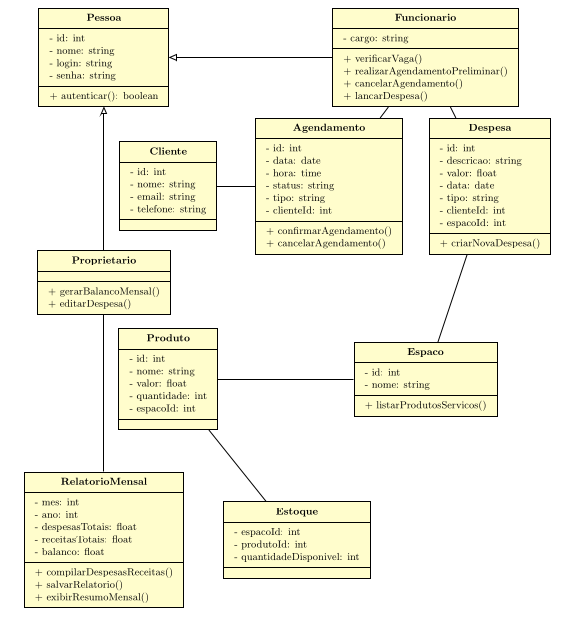 Pessoa
- id: int
- nome: string
- login: string
- senha: string
+ autenticar(): boolean
Funcionario
- cargo: string
+ verificarVaga()
+ realizarAgendamentoPreliminar()
+ cancelarAgendamento()
+ lancarDespesa()
Cliente
- id: int
- nome: string
- email: string
- telefone: string
Agendamento
- id: int
- data: date
- hora: time
- status: string
- tipo: string
- clienteId: int
+ confirmarAgendamento()
+ cancelarAgendamento()
Despesa
- id: int
- descricao: string
- valor: float
- data: date
- tipo: string
- clienteId: int
- espacoId: int
+ criarNovaDespesa()
Proprietario
+ gerarBalancoMensal()
+ editarDespesa()
Produto
- id: int
- nome: string
- valor: float
- quantidade: int
- espacoId: int
Espaco
- id: int
- nome: string
+ listarProdutosServicos()
RelatorioMensal
- mes: int
- ano: int
- despesasTotais: float
- receitasTotais: float
- balanco: float
+ compilarDespesasReceitas()
+ salvarRelatorio()
+ exibirResumoMensal()
Estoque
- espacoId: int
- produtoId: int
- quantidadeDisponivel: int